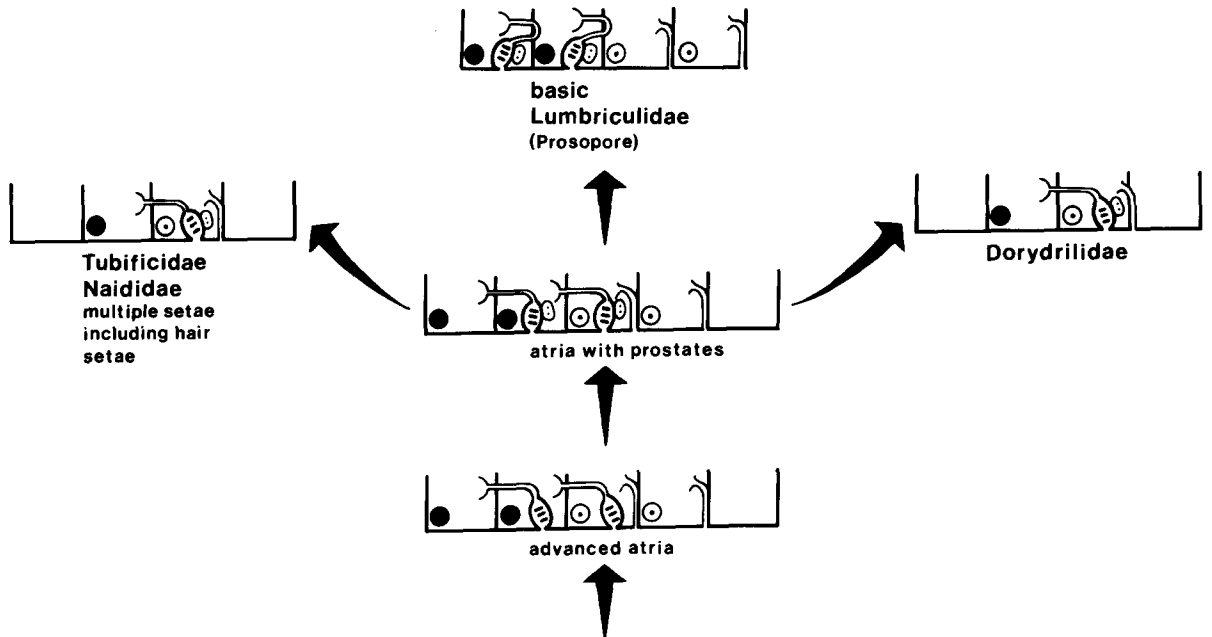 basic
Lumbriculidae
(Prosopore)
Tubificidae
Naididae
multiple setae
including hair
setae
Dorydrilidae
atria with prostates
advanced atria